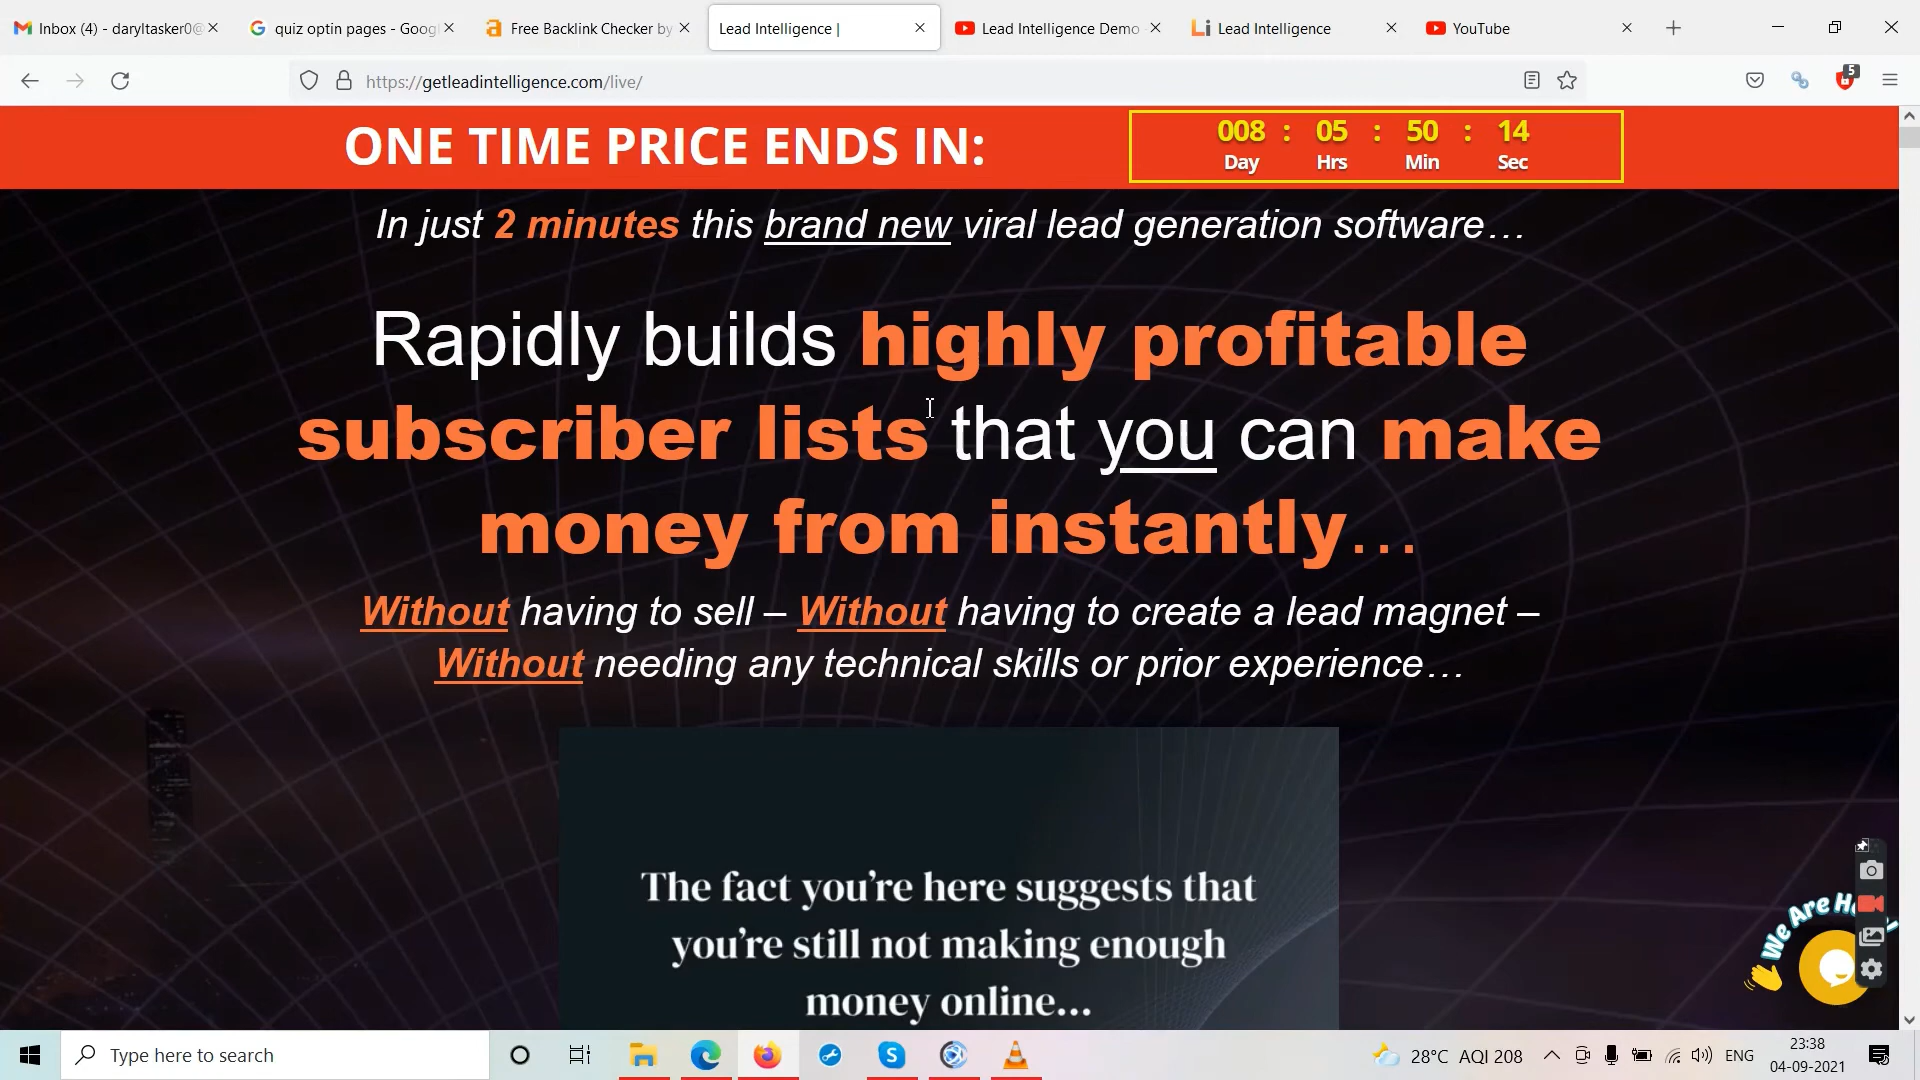 Inbox (4) - daryltasker0@
quiz optin pages - Goog
Free Backlink Checker by
Lead Intelligence |
Lead Intelligence Demo
Lead Intelligence
YouTube
https://getleadintelligence.com/live/
5
ONE TIME PRICE ENDS IN:
008 : 05 : 50 : 14
Day Hrs Min Sec
In just 2 minutes this brand new viral lead generation software…
Rapidly builds highly profitable
subscriber lists that you can make
money from instantly…
Without having to sell – Without having to create a lead magnet –
Without needing any technical skills or prior experience…
The fact you’re here suggests that
you’re still not making enough
money online…
We Are
Type here to search
28°C AQI 208
ENG
23:38
04-09-2021